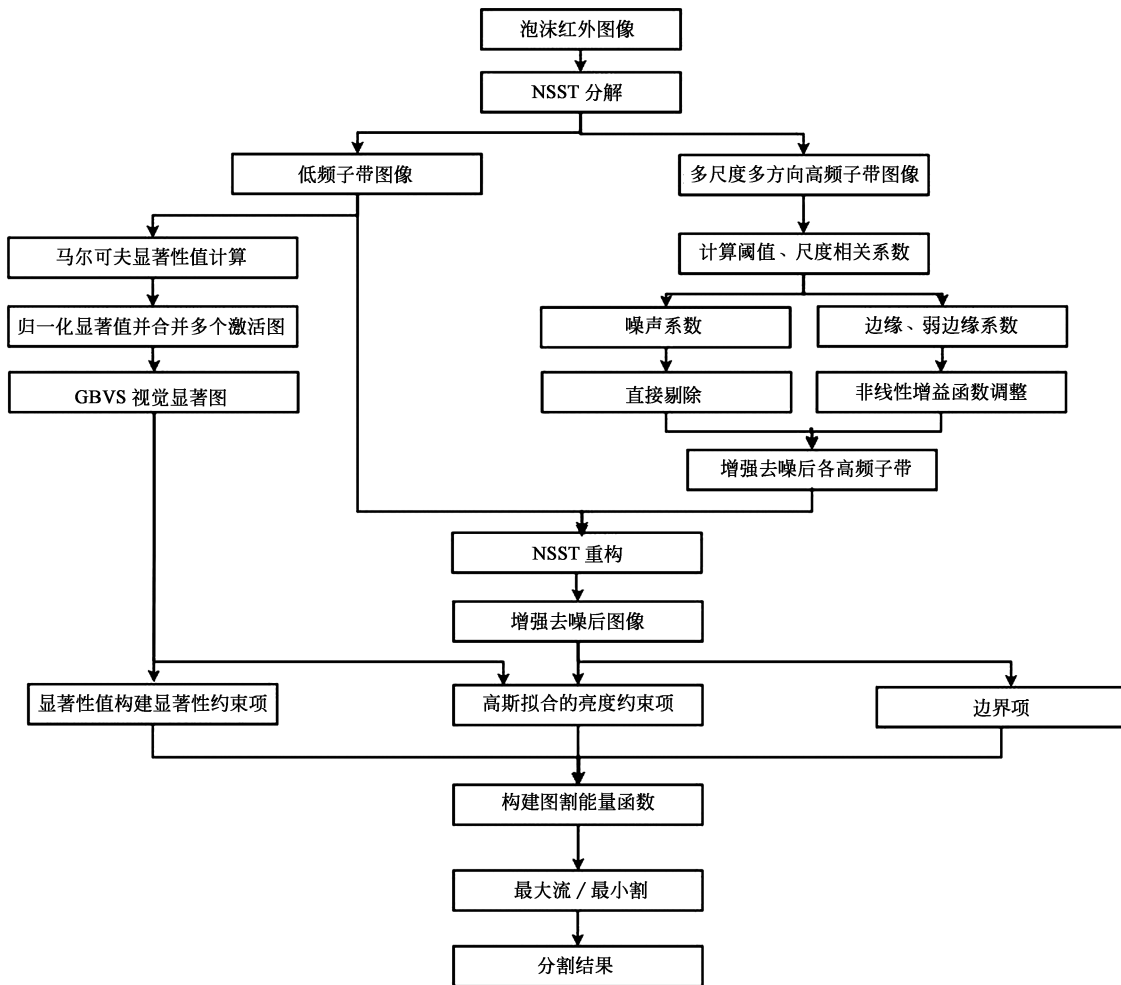 泡沫红外图像
NSST 分解
低频子带图像
多尺度多方向高频子带图像
马尔可夫显著性值计算
计算阈值、尺度相关系数
归一化显著值并合并多个激活图
噪声系数
边缘、弱边缘系数
GBVS 视觉显著图
直接剔除
非线性增益函数调整
增强去噪后各高频子带
NSST 重构
增强去噪后图像
显著性值构建显著性约束项
高斯拟合的亮度约束项
边界项
构建图割能量函数
最大流 / 最小割
分割结果